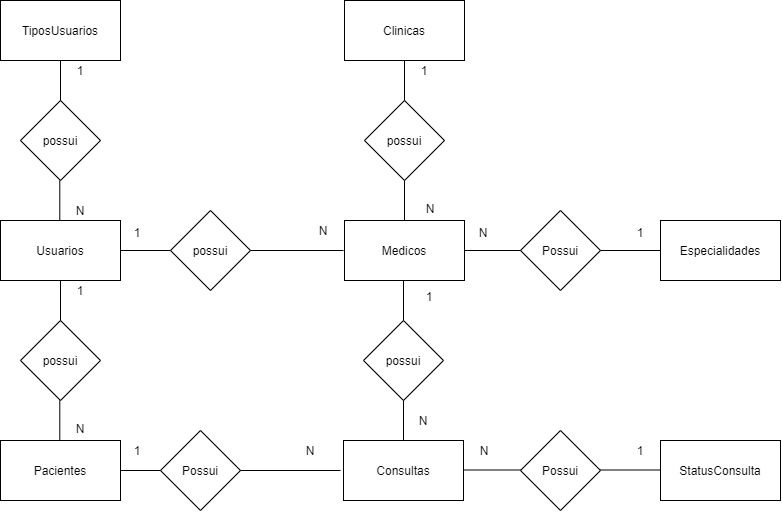 TiposUsuarios
Clinicas
1
1
possui
possui
N
N
1
N
N
1
Usuarios
possui
Medicos
Possui
Especialidades
1
1
possui
possui
N
N
1
N
N
1
Pacientes
Possui
Consultas
Possui
StatusConsulta